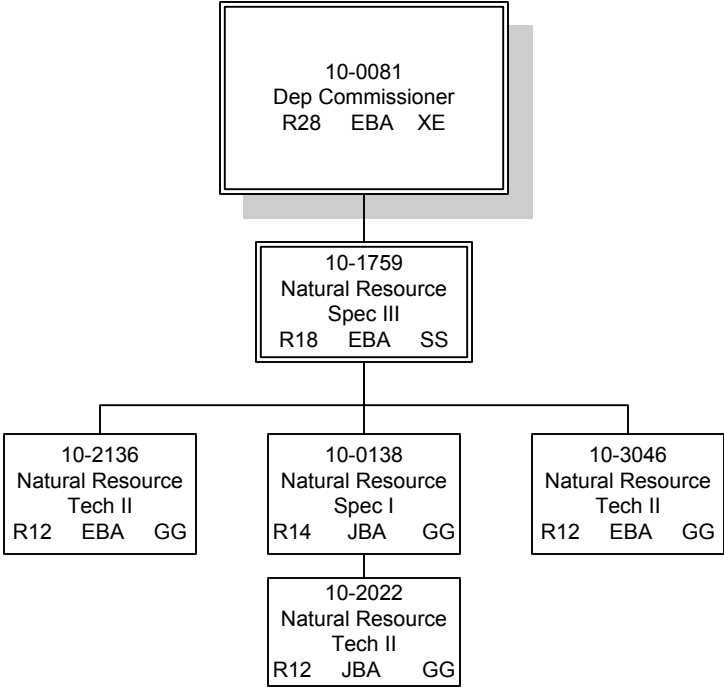 10-0081
Dep Commissioner
R28 EBA XE
10-1759
Natural Resource
Spec III
R18 EBA SS
10-2136
Natural Resource
Tech II
R12 EBA GG
10-0138
Natural Resource
Spec I
R14 JBA GG
10-3046
Natural Resource
Tech II
R12 EBA GG
10-2022
Natural Resource
Tech II
R12 JBA GG